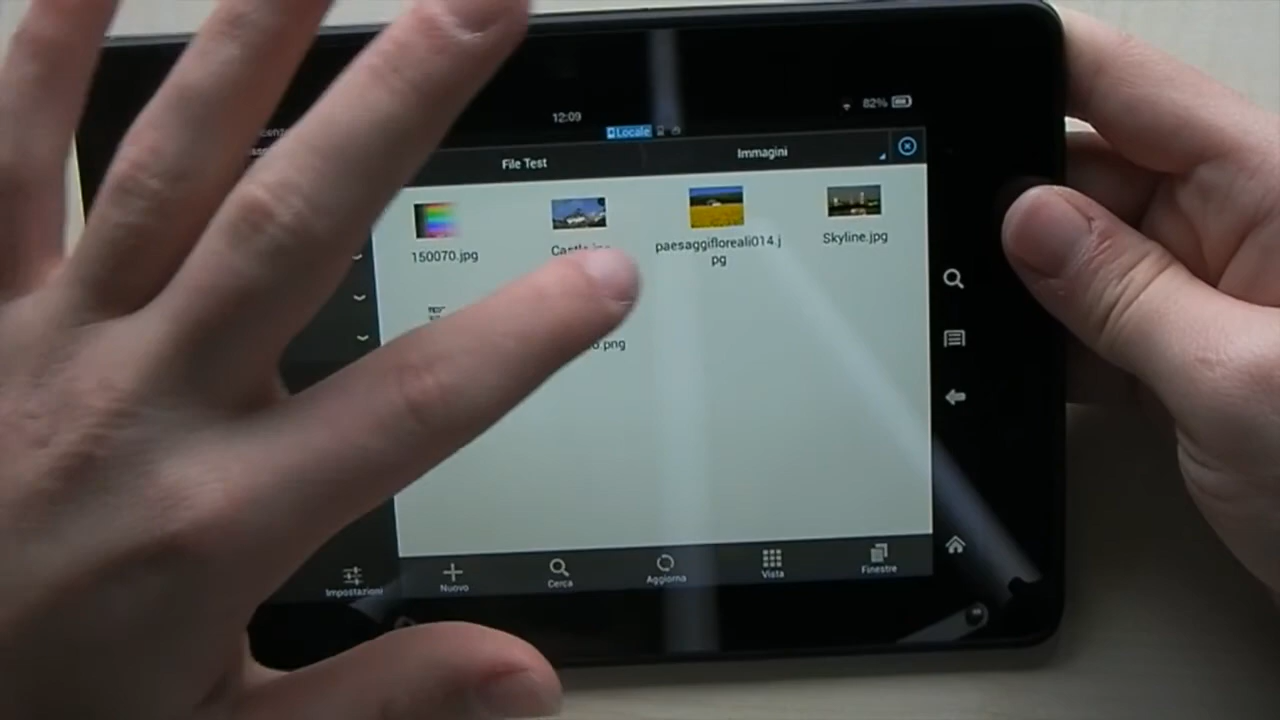 12:09
82%
Locale
File Test
Immagini
150070.jpg
paesaggifloreali014.j
pg
Skyline.jpg
.png
Impostazioni
Nuovo
Cerca
Aggiorna
Vista
Finestre